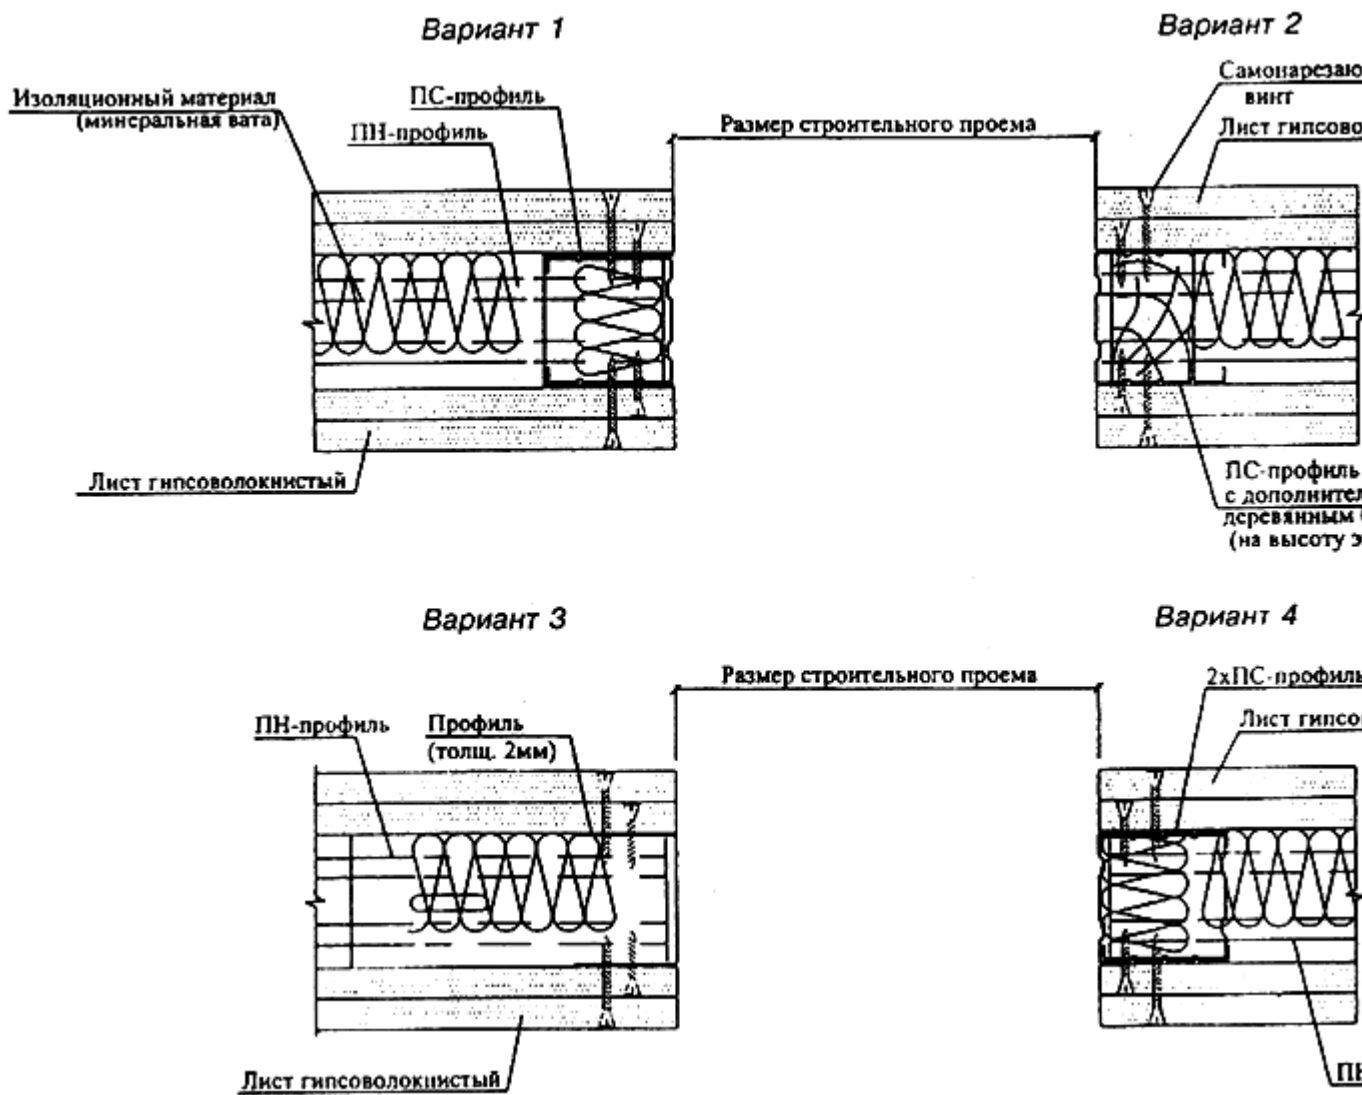 Вариант 1
Вариант 2
Изоляционный материал
(минеральная вата)
ПС-профиль
ПН-профиль
Размер строительного проема
Самонарезаю
винт
Лист гипсово
Лист гипсоволокнистый
ПС-профиль
с дополнител
деревянным
(на высоту э
Вариант 3
Вариант 4
Размер строительного проема
2хПС-профиль
ПН-профиль
Профиль
(толщ. 2мм)
Лист гипсо
Лист гипсоволокнистый
ПН